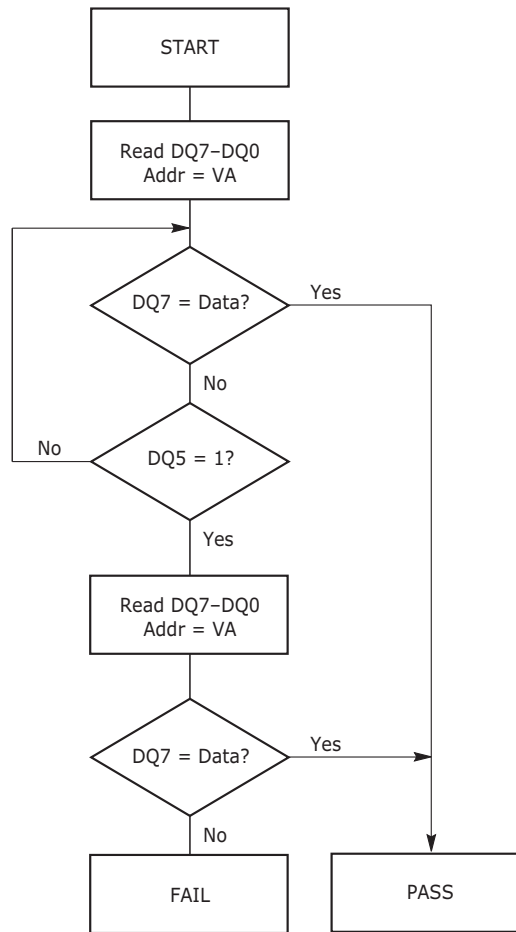 START
Read DQ7–DQ0
Addr = VA
DQ7 = Data?
Yes
No
No
DQ5 = 1?
Yes
Read DQ7–DQ0
Addr = VA
DQ7 = Data?
Yes
No
FAIL
PASS